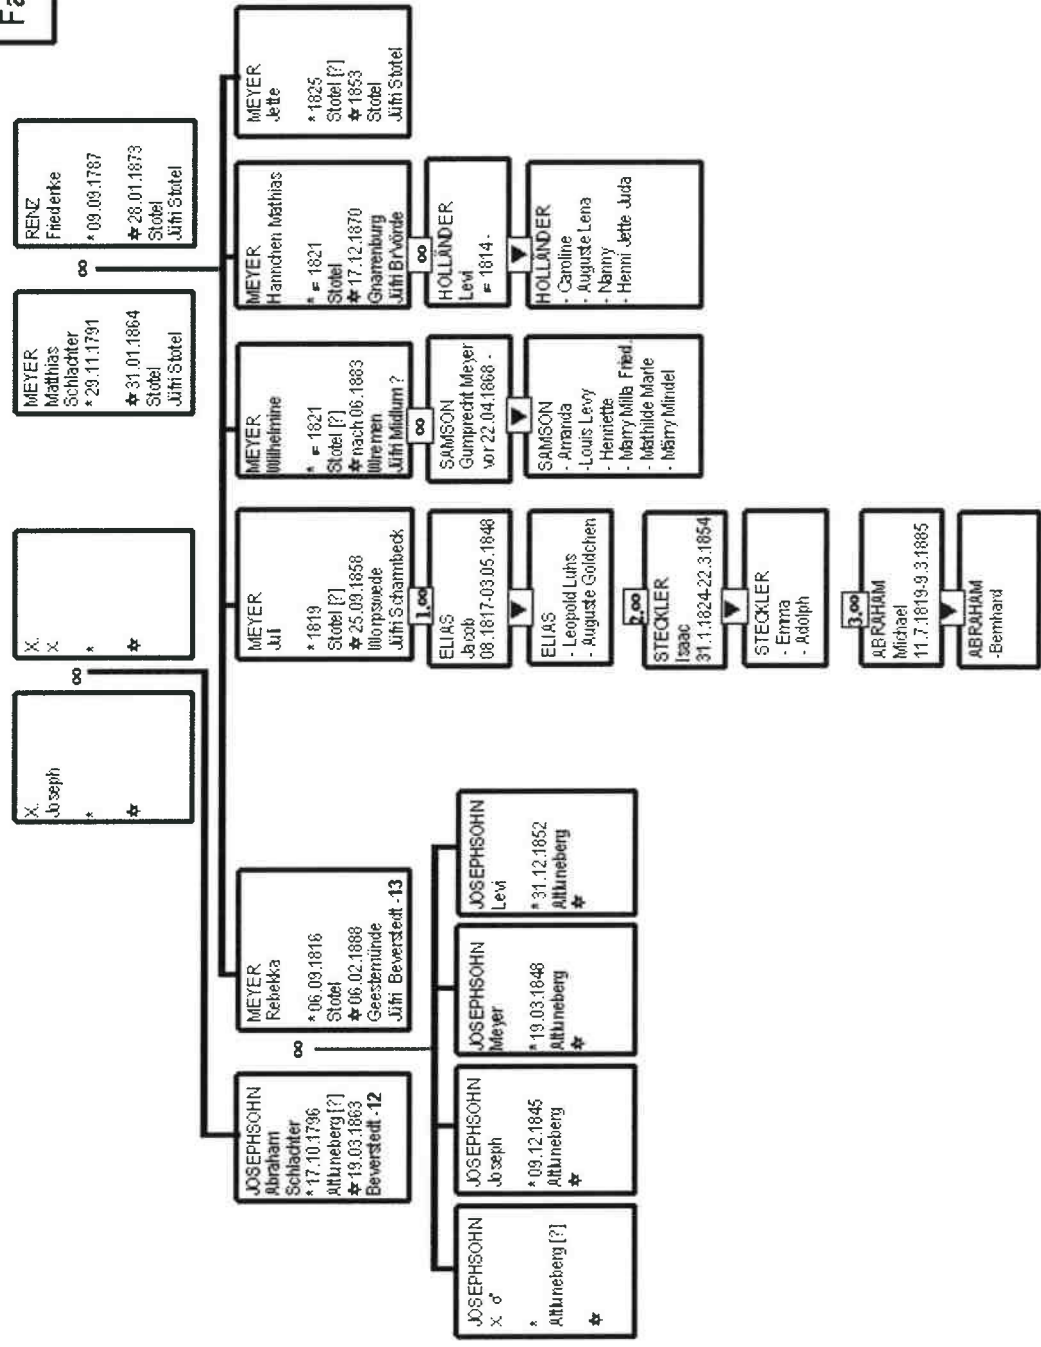 Fa
X.
Joseph
*
✡
X.
X
*
✡
MEYER
Matthias
Schlachter
* 29.11.1791
✡ 31.01.1864
Stotel
Jüfri Stotel
∞
RENZ
Friederike
* 09.09.1787
✡ 28.01.1873
Stotel
Jüfri Stotel
∞
JOSEPHSOHN
Abraham
Schlachter
* 17.10.1796
Altluneberg [?]
✡ 19.03.1863
Beverstedt -12
∞
MEYER
Rebekka
* 06.09.1816
Stotel
✡ 06.02.1888
Geestemünde
Jüfri Beverstedt -13
MEYER
Juli
* 1819
Stotel [?]
✡ 25.09.1858
Worpswede
Jüfri Scharmbeck
1.∞
ELIAS
Jacob
08.1817-03.05.1848
▼
ELIAS
- Leopold Luhs
- Auguste Goldchen
2.∞
STECKLER
Isaac
31.1.1824-22.3.1854
▼
STECKLER
- Emma
- Adolph
3.∞
ABRAHAM
Michael
11.7.1819-9.3.1885
▼
ABRAHAM
-Bernhard
MEYER
Wilhelmine
* = 1821
Stotel [?]
✡ nach 06.1883
Wremen
Jüfri Midlum ?
∞
SAMSON
Gumprecht Meyer
vor 22.04.1868 -
▼
SAMSON
- Amanda
-Louis Levy
- Henriette
- Marry Milla Fried.
- Mathilde Marie
- Märry Mindel
MEYER
Hannchen Mathias
* = 1821
Stotel
✡ 17.12.1870
Gnarrenburg
Jüfri BrVörde
∞
HOLLÄNDER
Levi
= 1814 -
▼
HOLLÄNDER
- Caroline
- Auguste Lena
- Nanny
- Henni Jette Juda
MEYER
Jette
* 1825
Stotel [?]
✡ 1853
Stotel
Jüfri Stotel
JOSEPHSOHN
X. ♂
*
Altluneberg [?]
✡
JOSEPHSOHN
Joseph
* 09.12.1845
Altluneberg
✡
JOSEPHSOHN
Meyer
* 19.03.1848
Altluneberg
✡
JOSEPHSOHN
Levi
* 31.12.1852
Altluneberg
✡